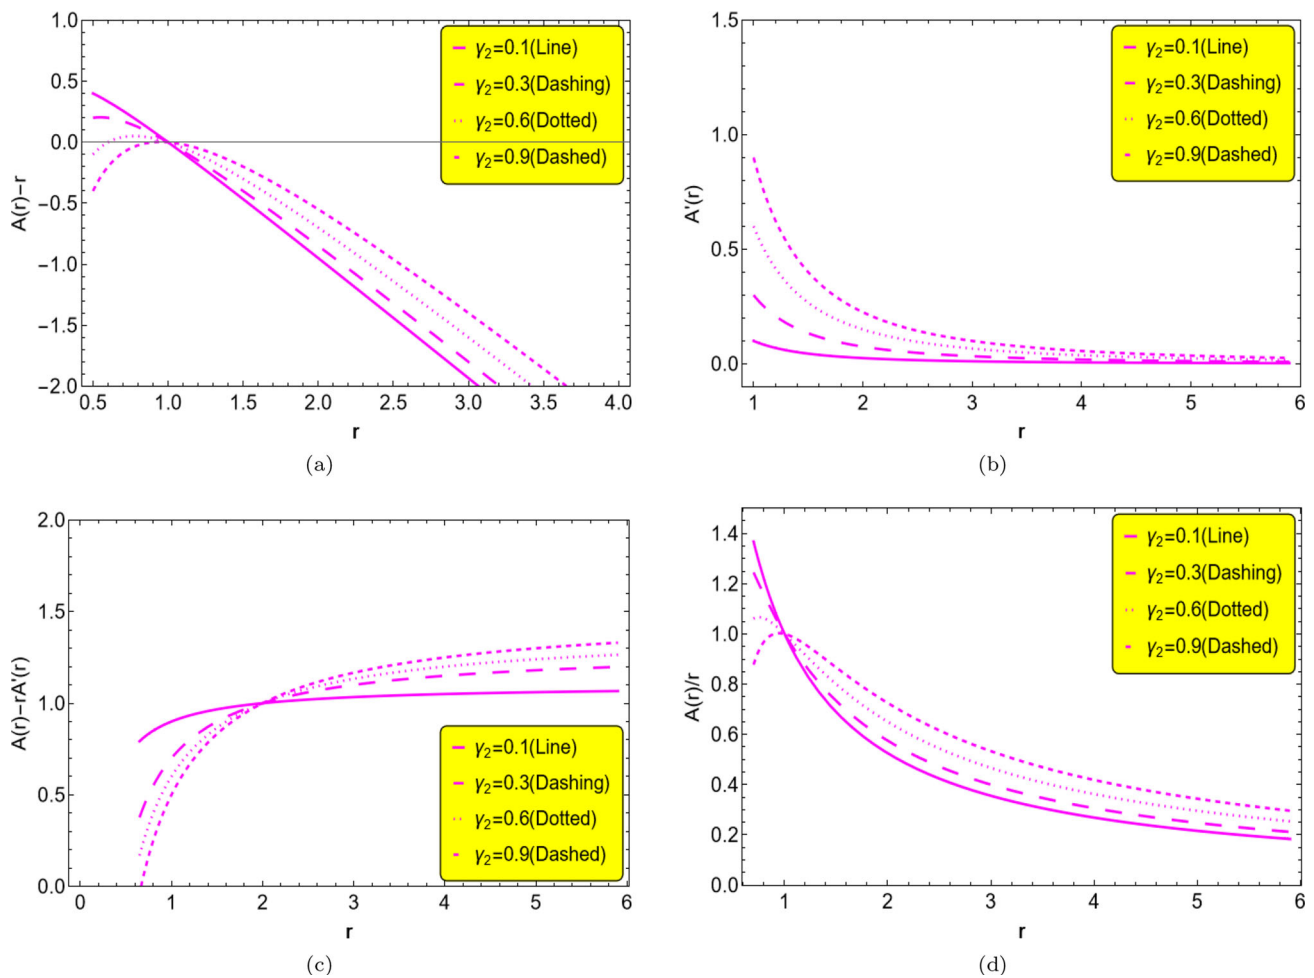 1.0
0.5
0.0
−0.5
−1.0
−1.5
−2.0
A(r)−r
γ2=0.1(Line)
γ2=0.3(Dashing)
γ2=0.6(Dotted)
γ2=0.9(Dashed)
0.5 1.0 1.5 2.0 2.5 3.0 3.5 4.0
r
(a)
1.5
1.0
0.5
0.0
A'(r)
γ2=0.1(Line)
γ2=0.3(Dashing)
γ2=0.6(Dotted)
γ2=0.9(Dashed)
1 2 3 4 5 6
r
(b)
2.0
1.5
1.0
0.5
0.0
A(r)−rA'(r)
γ2=0.1(Line)
γ2=0.3(Dashing)
γ2=0.6(Dotted)
γ2=0.9(Dashed)
0 1 2 3 4 5 6
r
(c)
1.4
1.2
1.0
0.8
0.6
0.4
0.2
0.0
A(r)/r
γ2=0.1(Line)
γ2=0.3(Dashing)
γ2=0.6(Dotted)
γ2=0.9(Dashed)
1 2 3 4 5 6
r
(d)